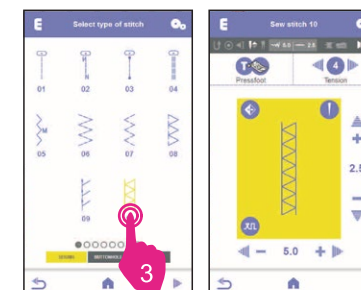 E Select type of stitch
01 02 03 04
05 06 07 08
09
3
E Sew stitch 10
5.0 2.5
Pressfoot Tension
T 4
2.5
5.0